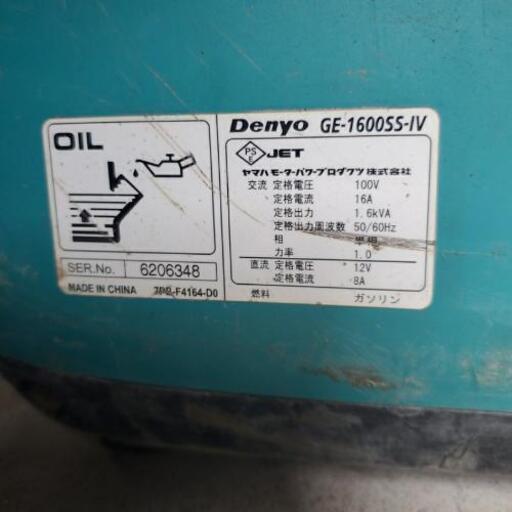 OIL
SER.No. 6206348
MADE IN CHINA -F4164-D0
Denyo GE-1600SS-IV
PS E JET
ヤマハモーターパワープロダクツ株式会社
交流 定格電圧 100V
定格電流 16A
定格出力 1.6kVA
定格出力周波数 50/60Hz
相 単相
力率 1.0
直流 定格電圧 12V
定格電流 8A
燃料 ガソリン